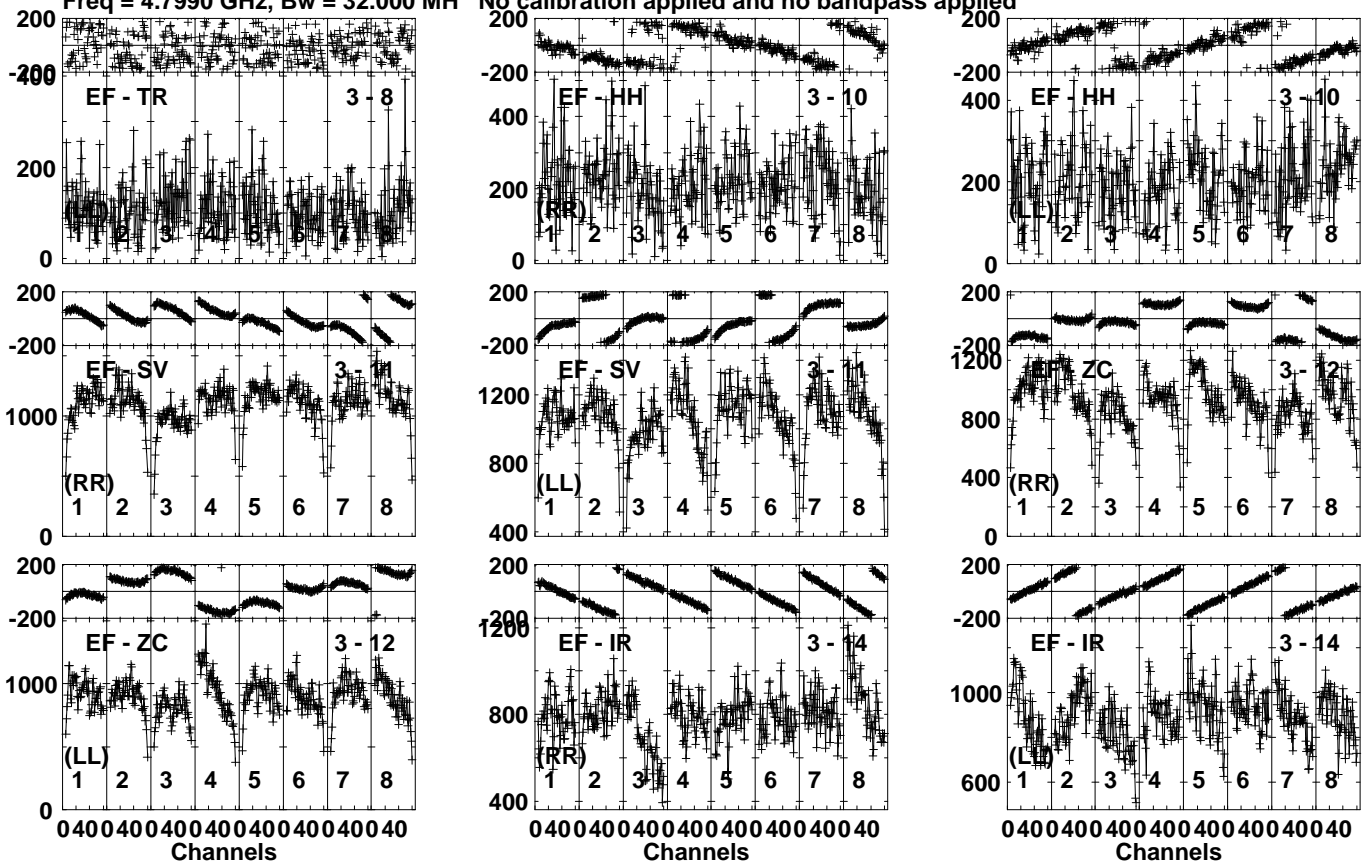 Freq = 4.7990 GHz, Bw = 32.000 MH No calibration applied and no bandpass applied
200
-200
400
200
0
EF - TR 3 - 8
(LL)
1 2 3 4 5 6 7 8
200
-200
400
200
0
EF - HH 3 - 10
(RR)
1 2 3 4 5 6 7 8
200
-200
400
200
0
EF - HH 3 - 10
(LL)
1 2 3 4 5 6 7 8
200
-200
1000
0
EF - SV 3 - 11
(RR)
1 2 3 4 5 6 7 8
200
-200
1200
800
400
EF - SV 3 - 11
(LL)
1 2 3 4 5 6 7 8
200
-200
1200
800
400
0
EF - ZC 3 - 12
(RR)
1 2 3 4 5 6 7 8
200
-200
1000
0
EF - ZC 3 - 12
(LL)
1 2 3 4 5 6 7 8
0 40 0 40 0 40 0 40 0 40 0 40 0 40 0 40
Channels
200
-200
1200
800
400
EF - IR 3 - 14
(RR)
1 2 3 4 5 6 7 8
0 40 0 40 0 40 0 40 0 40 0 40 0 40 0 40
Channels
200
-200
1000
600
EF - IR 3 - 14
(LL)
1 2 3 4 5 6 7 8
0 40 0 40 0 40 0 40 0 40 0 40 0 40 0 40
Channels